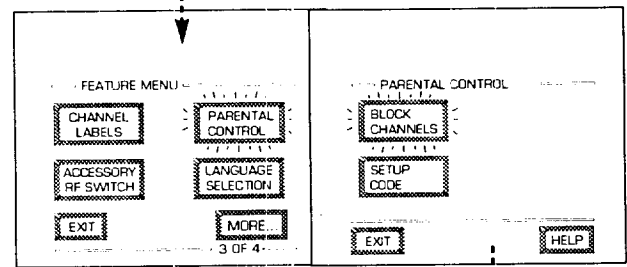 FEATURE MENU
CHANNEL
LABELS
PARENTAL
CONTROL
ACCESSORY
RF SWITCH
LANGUAGE
SELECTION
EXIT
MORE...
3 OF 4
PARENTAL CONTROL
BLOCK
CHANNELS
SETUP
CODE
EXIT
HELP